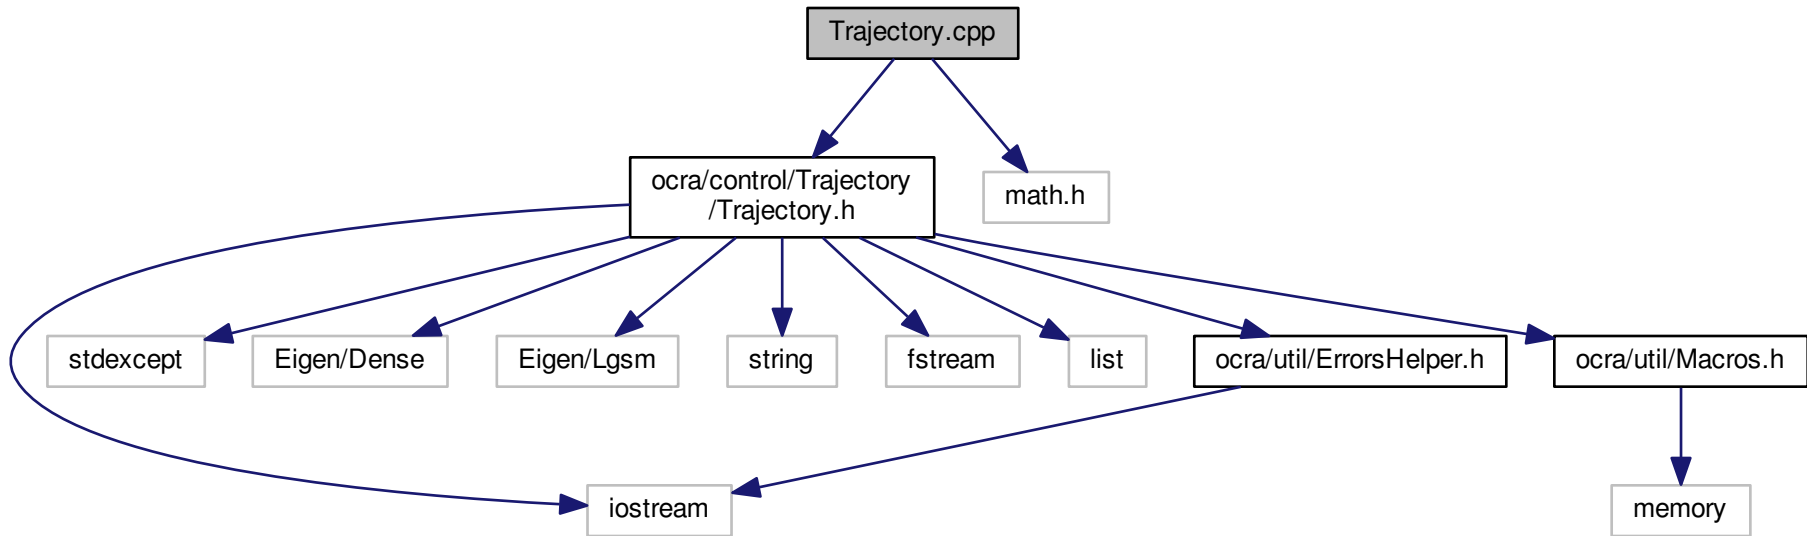 Trajectory.cpp
ocra/control/Trajectory
/Trajectory.h
math.h
stdexcept
Eigen/Dense
Eigen/Lgsm
string
fstream
list
ocra/util/ErrorsHelper.h
ocra/util/Macros.h
iostream
memory